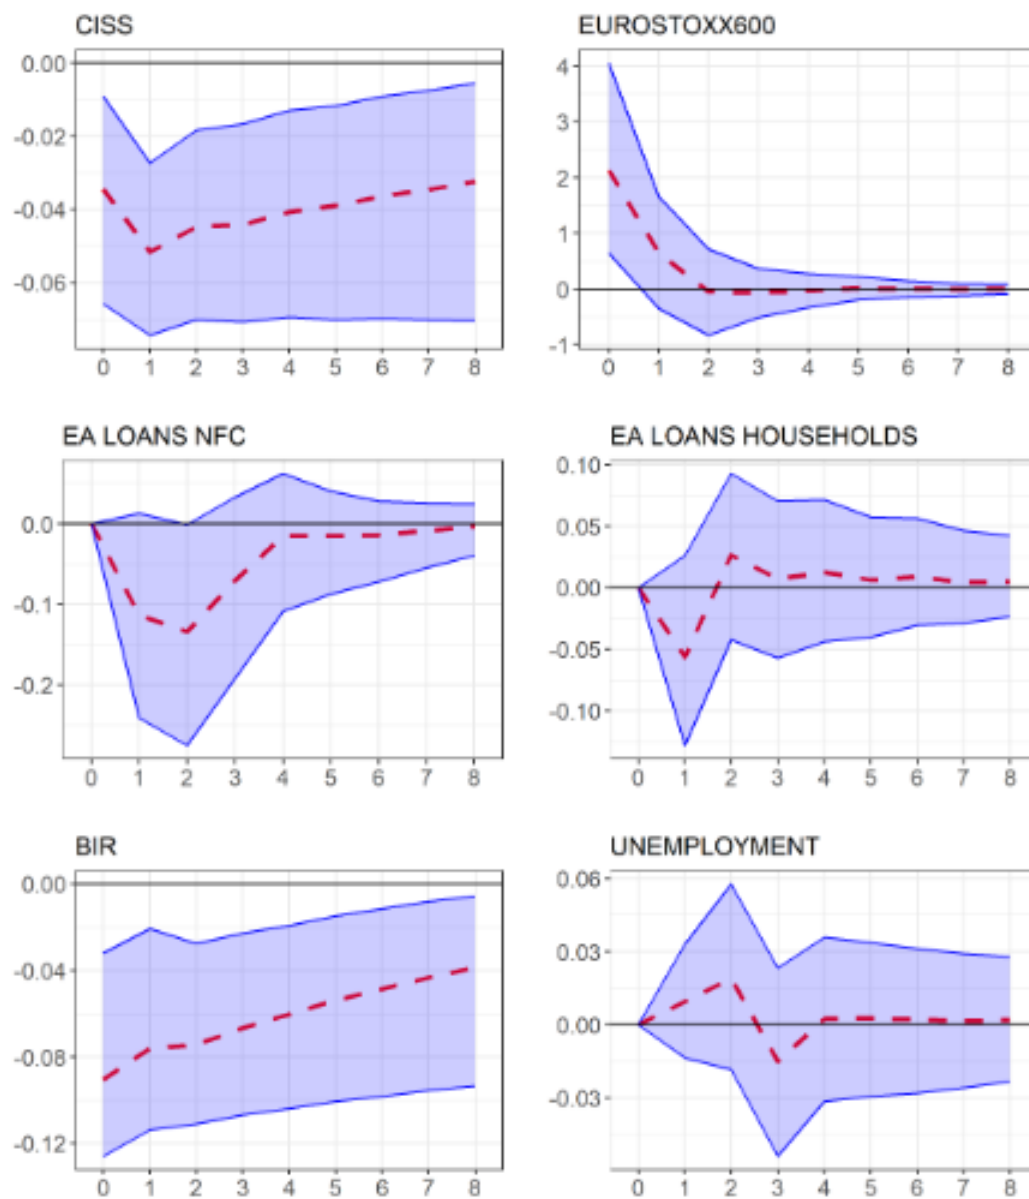 CISS
0.00
-0.02
-0.04
-0.06
0 1 2 3 4 5 6 7 8
EUROSTOXX600
4
3
2
1
0
-1
0 1 2 3 4 5 6 7 8
EA LOANS NFC
0.0
-0.1
-0.2
0 1 2 3 4 5 6 7 8
EA LOANS HOUSEHOLDS
0.10
0.05
0.00
-0.05
-0.10
0 1 2 3 4 5 6 7 8
BIR
0.00
-0.04
-0.08
-0.12
0 1 2 3 4 5 6 7 8
UNEMPLOYMENT
0.06
0.03
0.00
-0.03
0 1 2 3 4 5 6 7 8